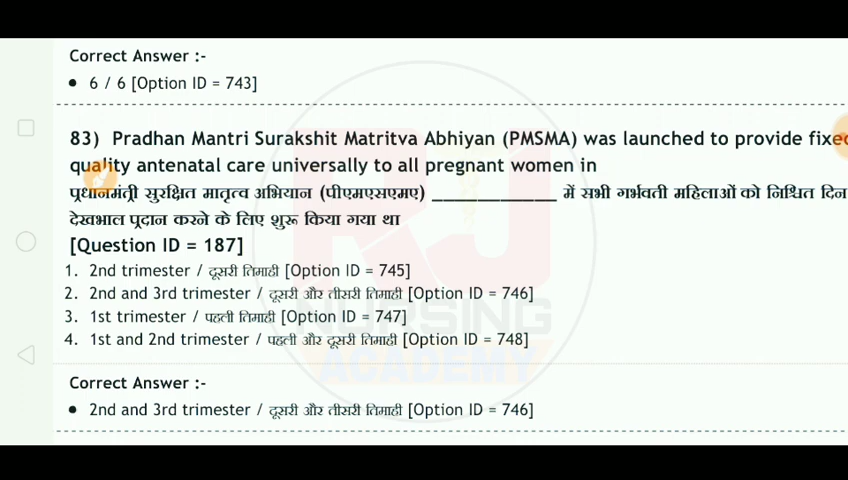 Correct Answer :-
• 6 / 6 [Option ID = 743]
83) Pradhan Mantri Surakshit Matritva Abhiyan (PMSMA) was launched to provide fixe
quality antenatal care universally to all pregnant women in
प्रधानमंत्री सुरक्षित मातृत्व अभियान (पीएमएसएमए) ____________ में सभी गर्भवती महिलाओं को निश्चित दिन
देखभाल प्रदान करने के लिए शुरू किया गया था
[Question ID = 187]
1. 2nd trimester / दूसरी तिमाही [Option ID = 745]
2. 2nd and 3rd trimester / दूसरी और तीसरी तिमाही [Option ID = 746]
3. 1st trimester / पहली तिमाही [Option ID = 747]
4. 1st and 2nd trimester / पहली और दूसरी तिमाही [Option ID = 748]
RJ
NURSING
ACADEMY
Correct Answer :-
• 2nd and 3rd trimester / दूसरी और तीसरी तिमाही [Option ID = 746]